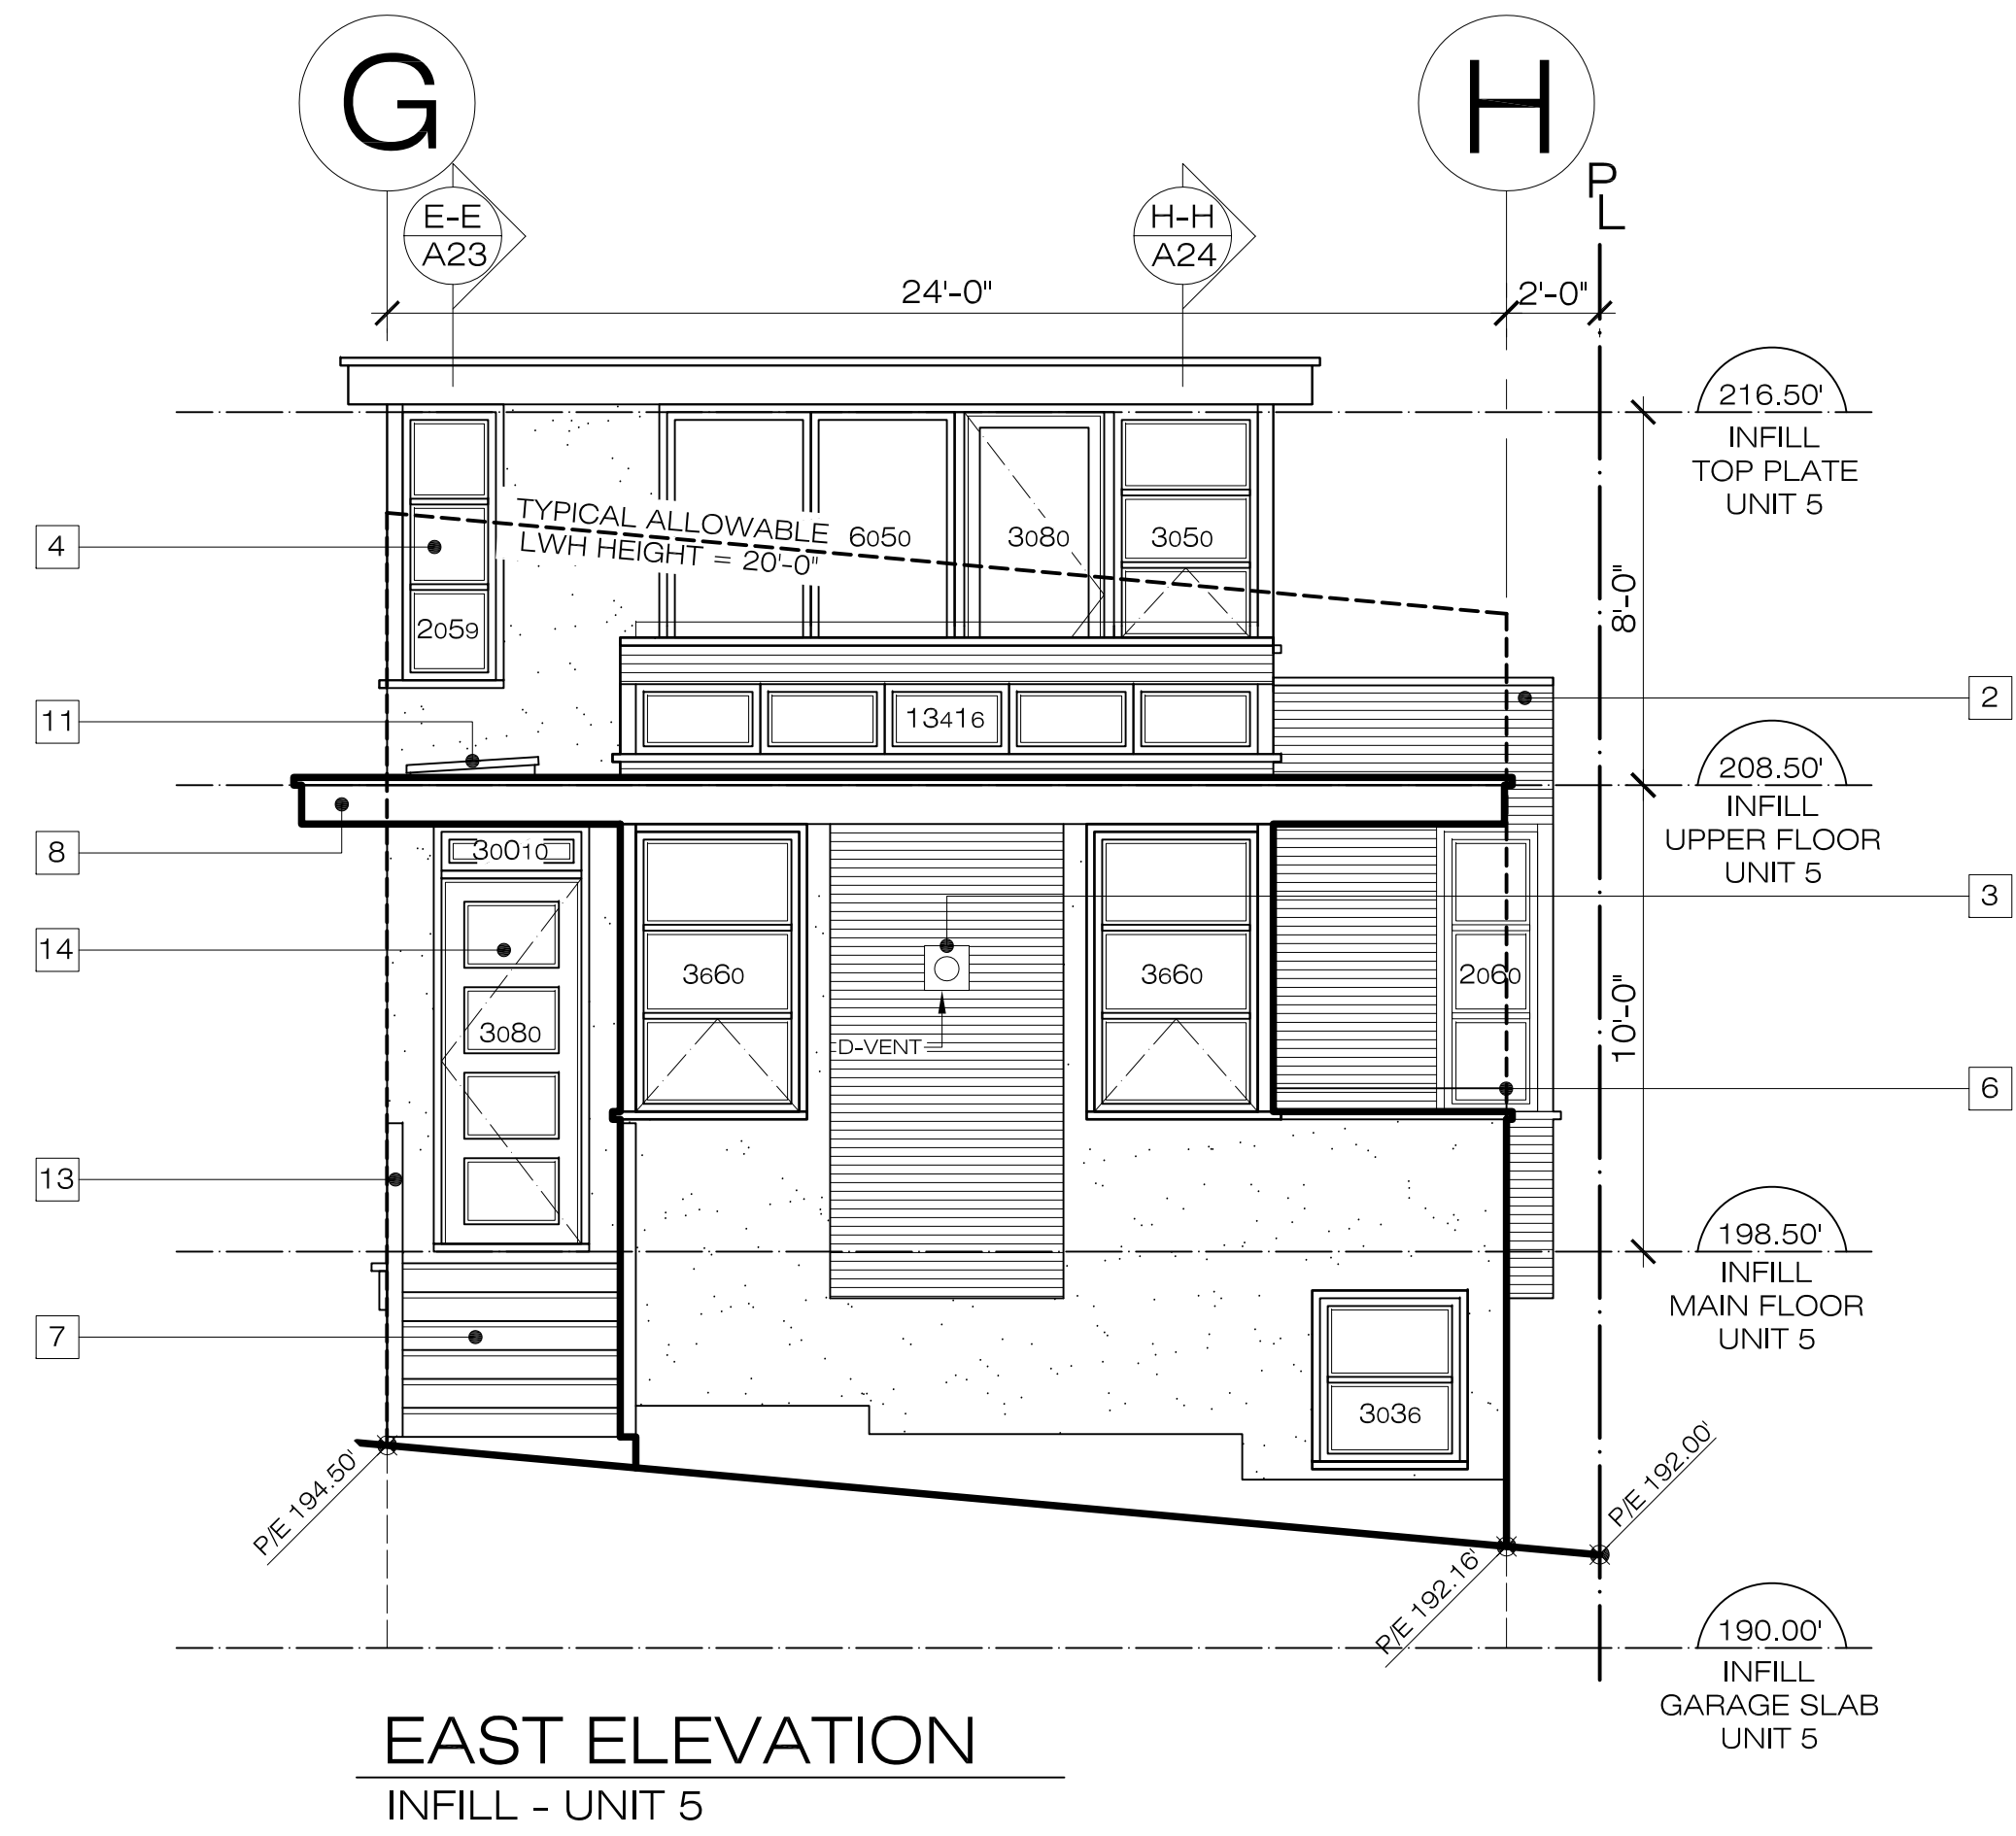 G
H
P
L
E-E
A23
H-H
A24
24'-0"
2'-0"
216.50'
INFILL
TOP PLATE
UNIT 5
TYPICAL ALLOWABLE
LWH HEIGHT = 20'-0"
6050
3080
3050
4
2059
8'-0"
11
13416
2
208.50'
INFILL
UPPER FLOOR
UNIT 5
8
30010
3
14
3660
3660
2060
3080
D-VENT
10'-0"
6
13
198.50'
INFILL
MAIN FLOOR
UNIT 5
7
3036
P/E 194.50'
P/E 192.00'
P/E 192.16'
190.00'
INFILL
GARAGE SLAB
UNIT 5
EAST ELEVATION
INFILL - UNIT 5